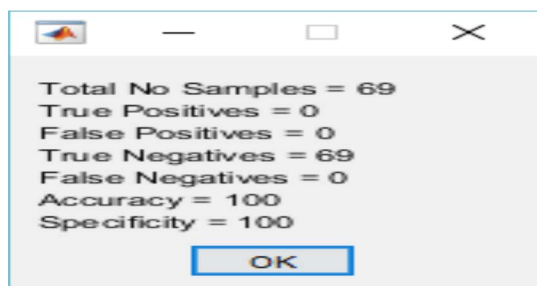 Total No Samples = 69
True Positives = 0
False Positives = 0
True Negatives = 69
False Negatives = 0
Accuracy = 100
Specificity = 100
OK